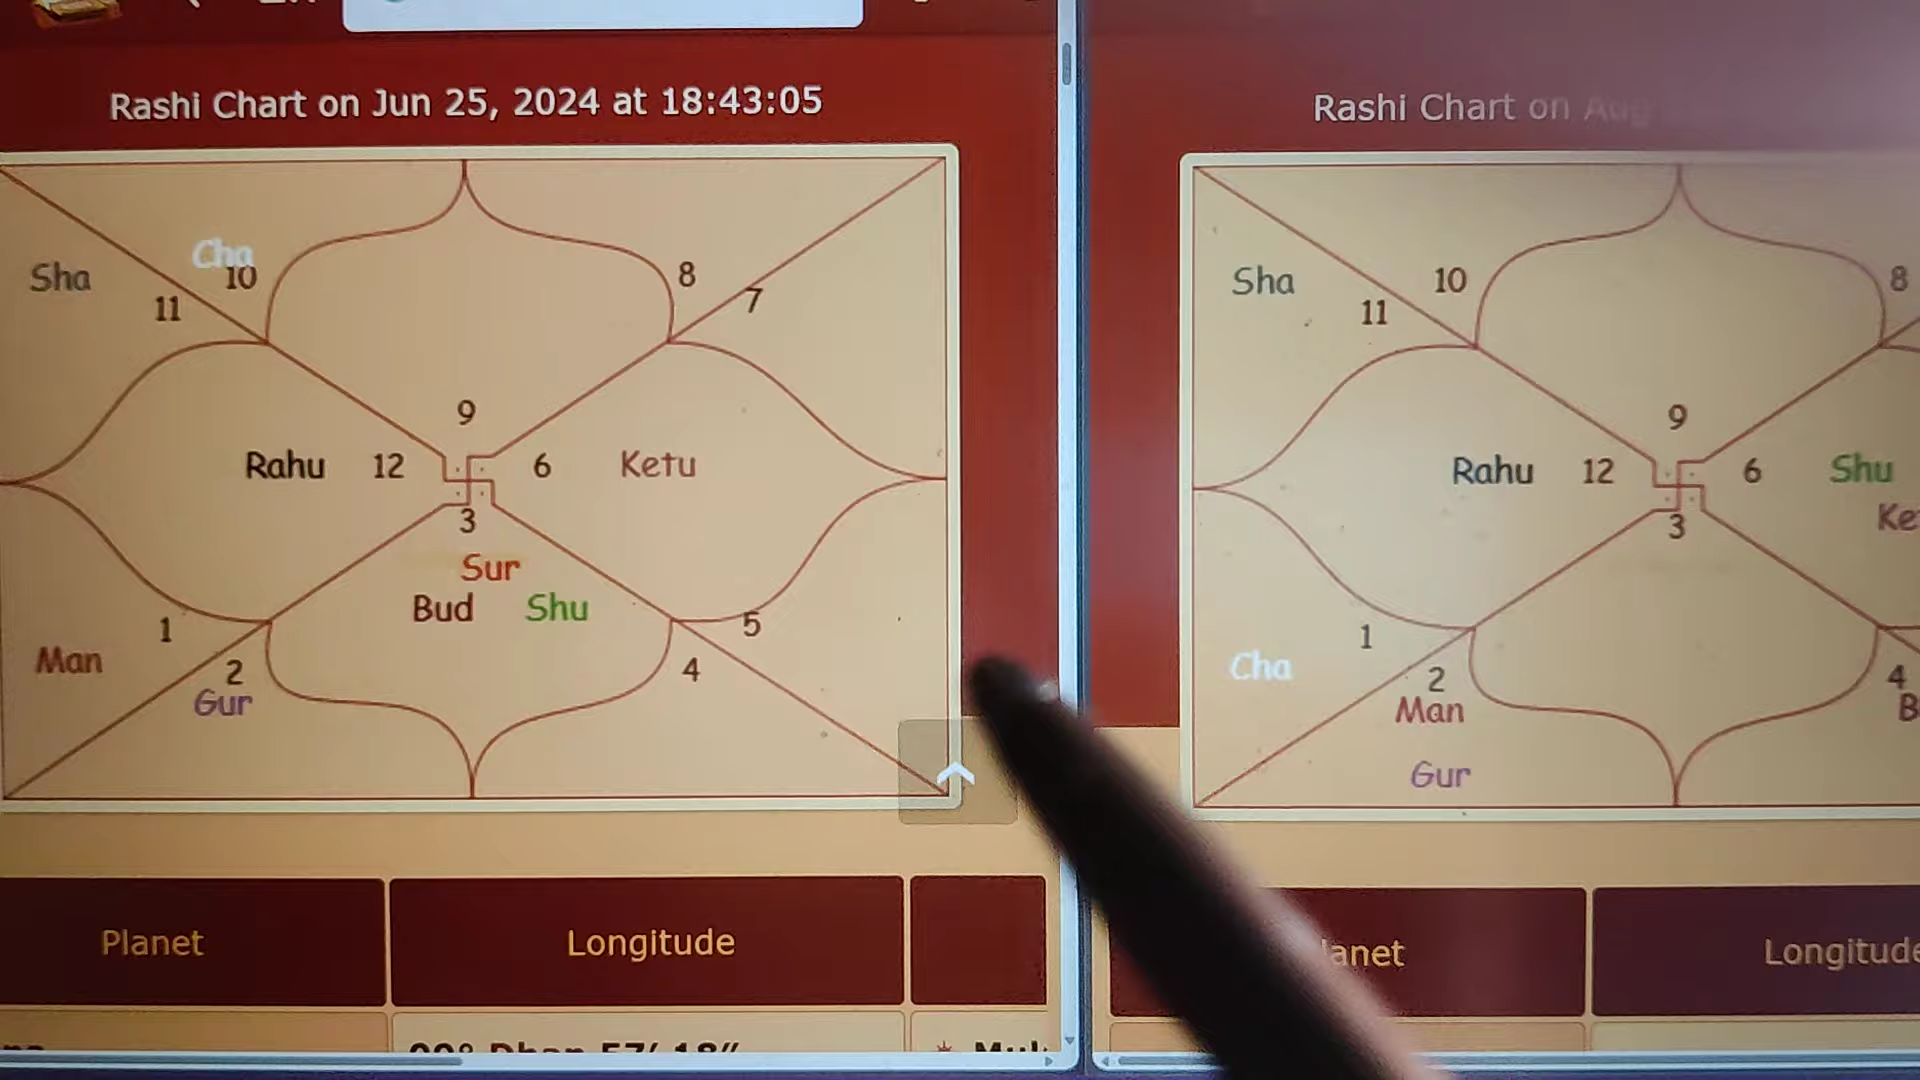 Rashi Chart on Jun 25, 2024 at 18:43:05
Cha
10
Sha
11
8
7
9
Rahu 12
6 Ketu
3
Sur
Bud Shu
1
Man
2
Gur
5
4
Planet
Longitude
Rashi Chart on Aug
Sha
10
11
8
9
Rahu 12
6 Shu
3
1
Cha
2
Man
Gur
4
Longitude